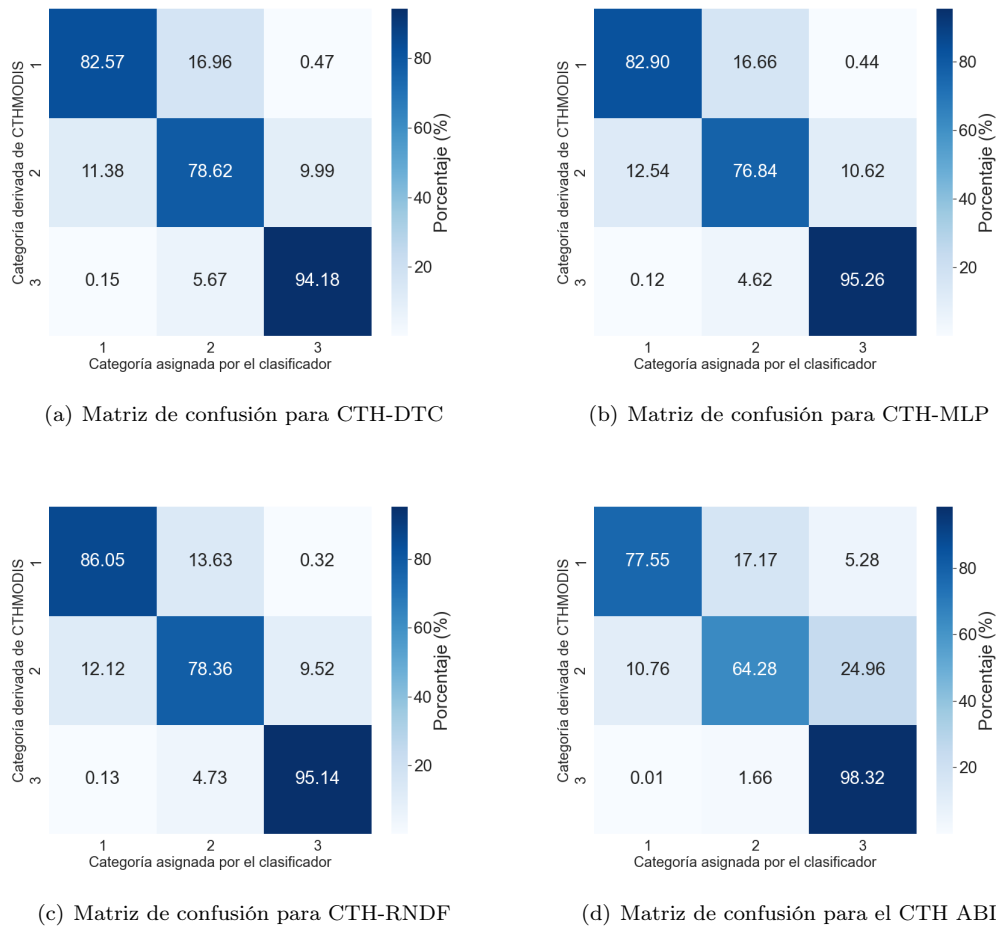 82.57 16.96 0.47
11.38 78.62 9.99
0.15 5.67 94.18
1
2
3
Categoría derivada de CTHMODIS
1 2 3
Categoría asignada por el clasificador
80
60
40
20
Porcentaje (%)
(a) Matriz de confusión para CTH-DTC
82.90 16.66 0.44
12.54 76.84 10.62
0.12 4.62 95.26
1
2
3
Categoría derivada de CTHMODIS
1 2 3
Categoría asignada por el clasificador
80
60
40
20
Porcentaje (%)
(b) Matriz de confusión para CTH-MLP
86.05 13.63 0.32
12.12 78.36 9.52
0.13 4.73 95.14
1
2
3
Categoría derivada de CTHMODIS
1 2 3
Categoría asignada por el clasificador
80
60
40
20
Porcentaje (%)
(c) Matriz de confusión para CTH-RNDF
77.55 17.17 5.28
10.76 64.28 24.96
0.01 1.66 98.32
1
2
3
Categoría derivada de CTHMODIS
1 2 3
Categoría asignada por el clasificador
80
60
40
20
Porcentaje (%)
(d) Matriz de confusión para el CTH ABI